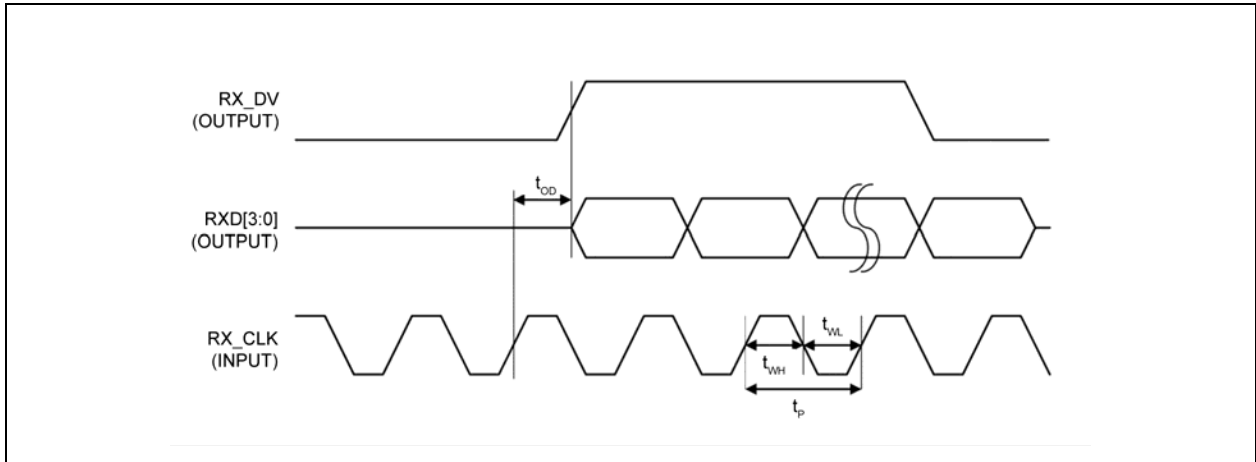 RX_DV
(OUTPUT)
tOD
RXD[3:0]
(OUTPUT)
RX_CLK
(INPUT)
tWH
tWL
tP